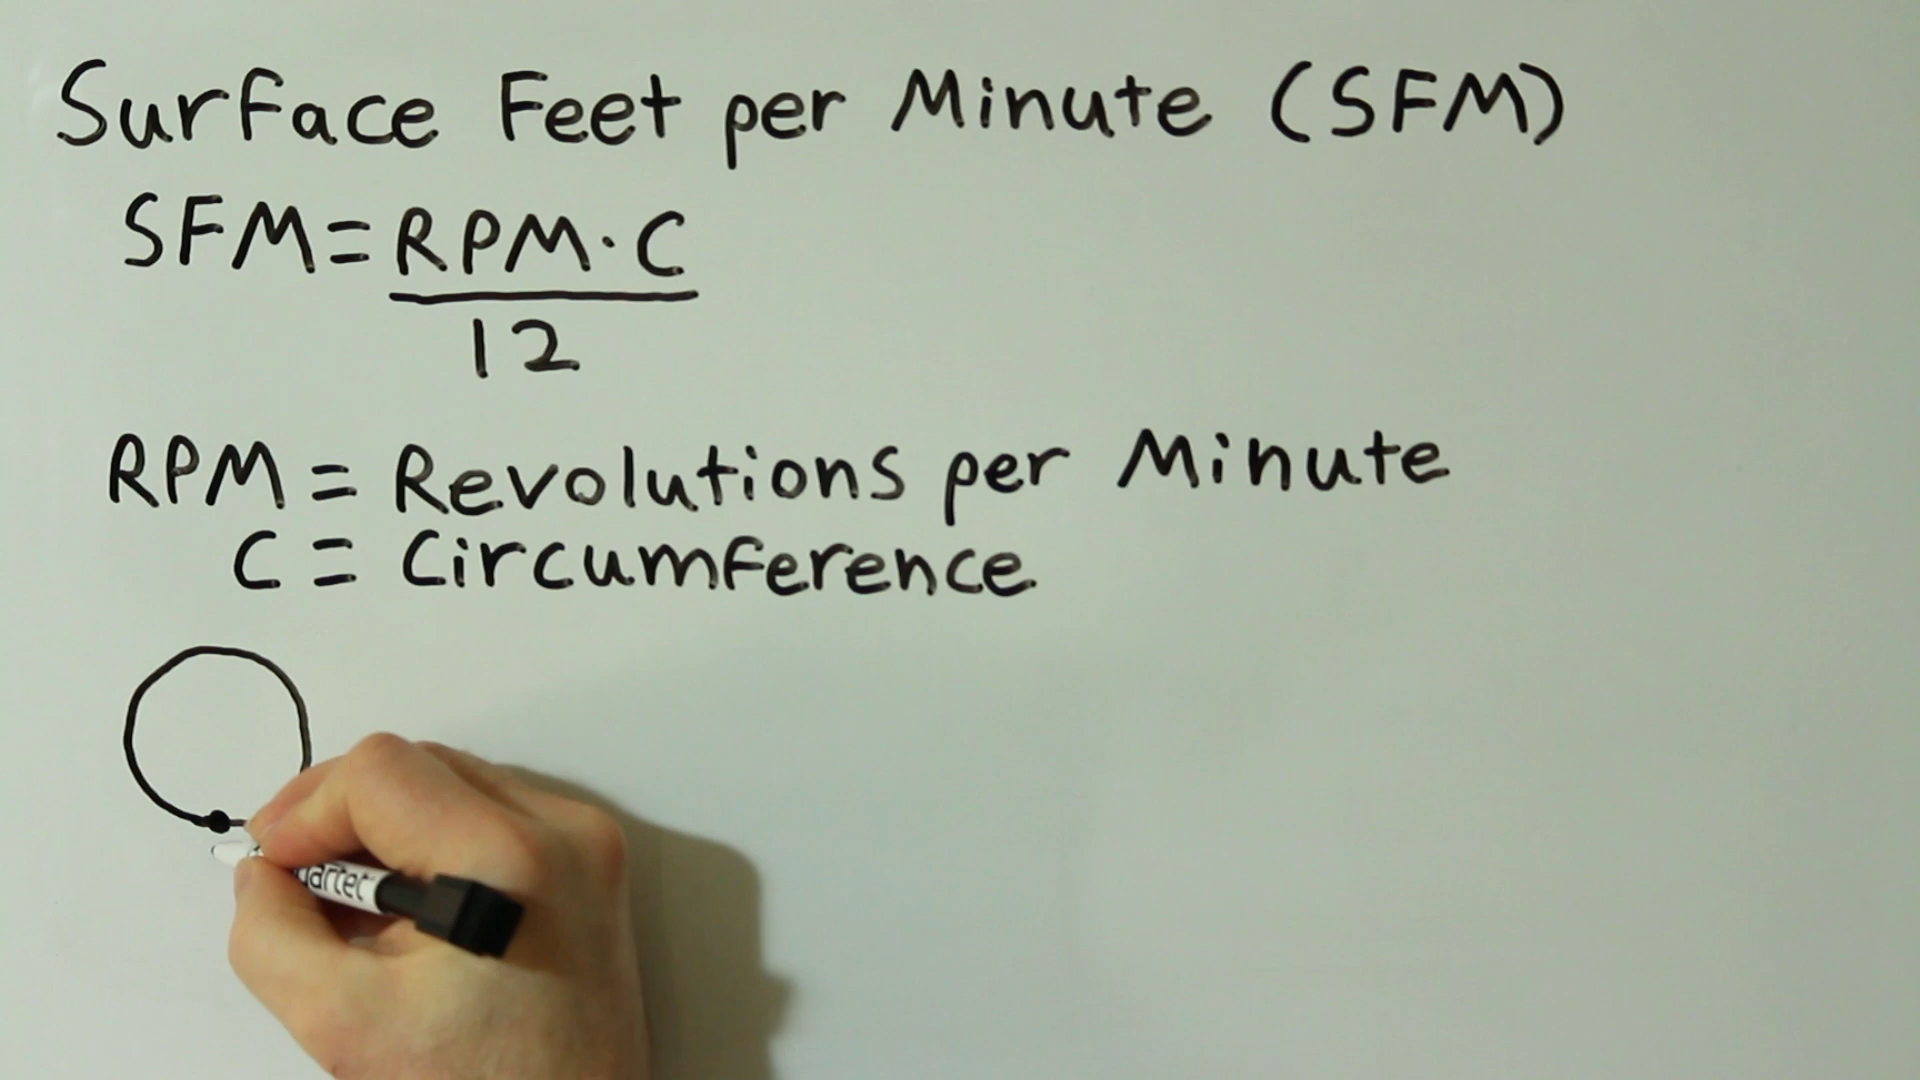 Surface Feet per Minute (SFM)
SFM = RPM · C
12
RPM = Revolutions per Minute
C = Circumference